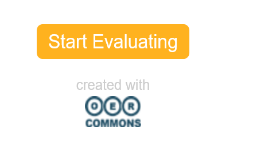 Start Evaluating
created with
OER
COMMONS